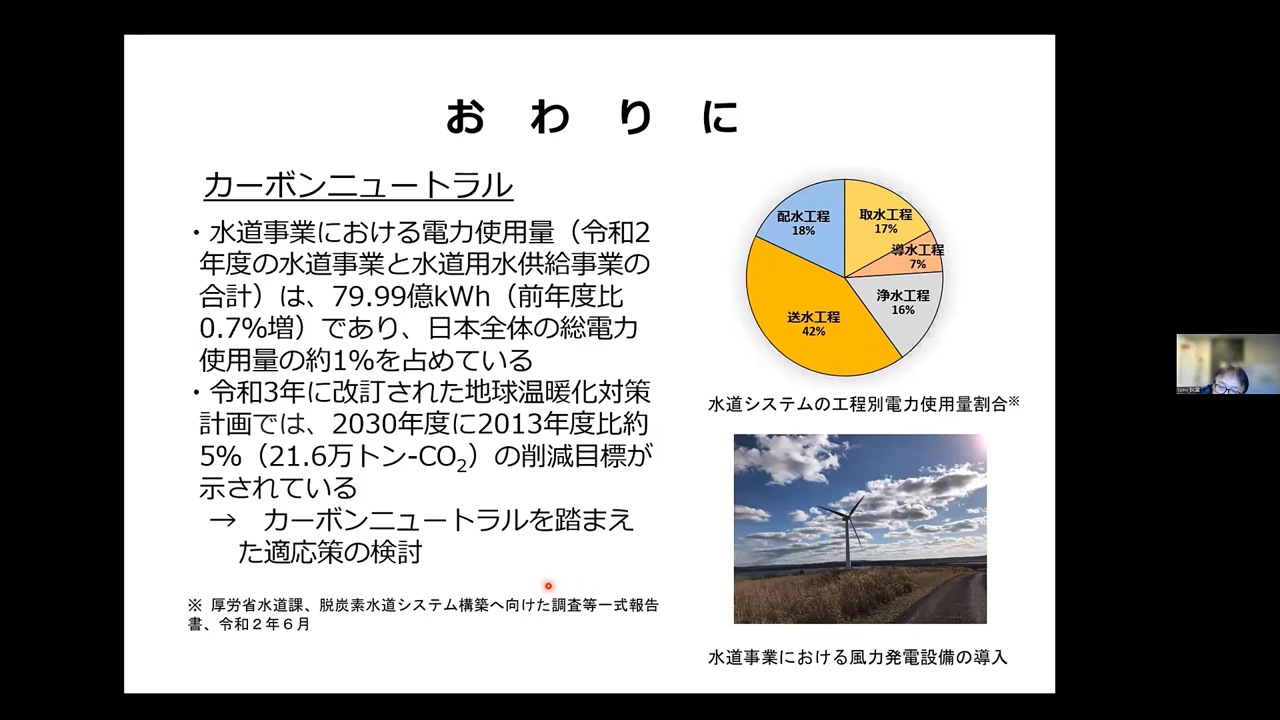 おわりに
カーボンニュートラル
・水道事業における電力使用量（令和2
年度の水道事業と水道用水供給事業の
合計）は、79.99億kWh（前年度比
0.7%増）であり、日本全体の総電力
使用量の約1%を占めている
・令和3年に改訂された地球温暖化対策
計画では、2030年度に2013年度比約
5%（21.6万トン-CO₂）の削減目標が
示されている
→　カーボンニュートラルを踏まえ
た適応策の検討
※ 厚労省水道課、脱炭素水道システム構築へ向けた調査等一式報告
書、令和２年６月
配水工程
18%
取水工程
17%
導水工程
7%
浄水工程
16%
送水工程
42%
水道システムの工程別電力使用量割合※
水道事業における風力発電設備の導入